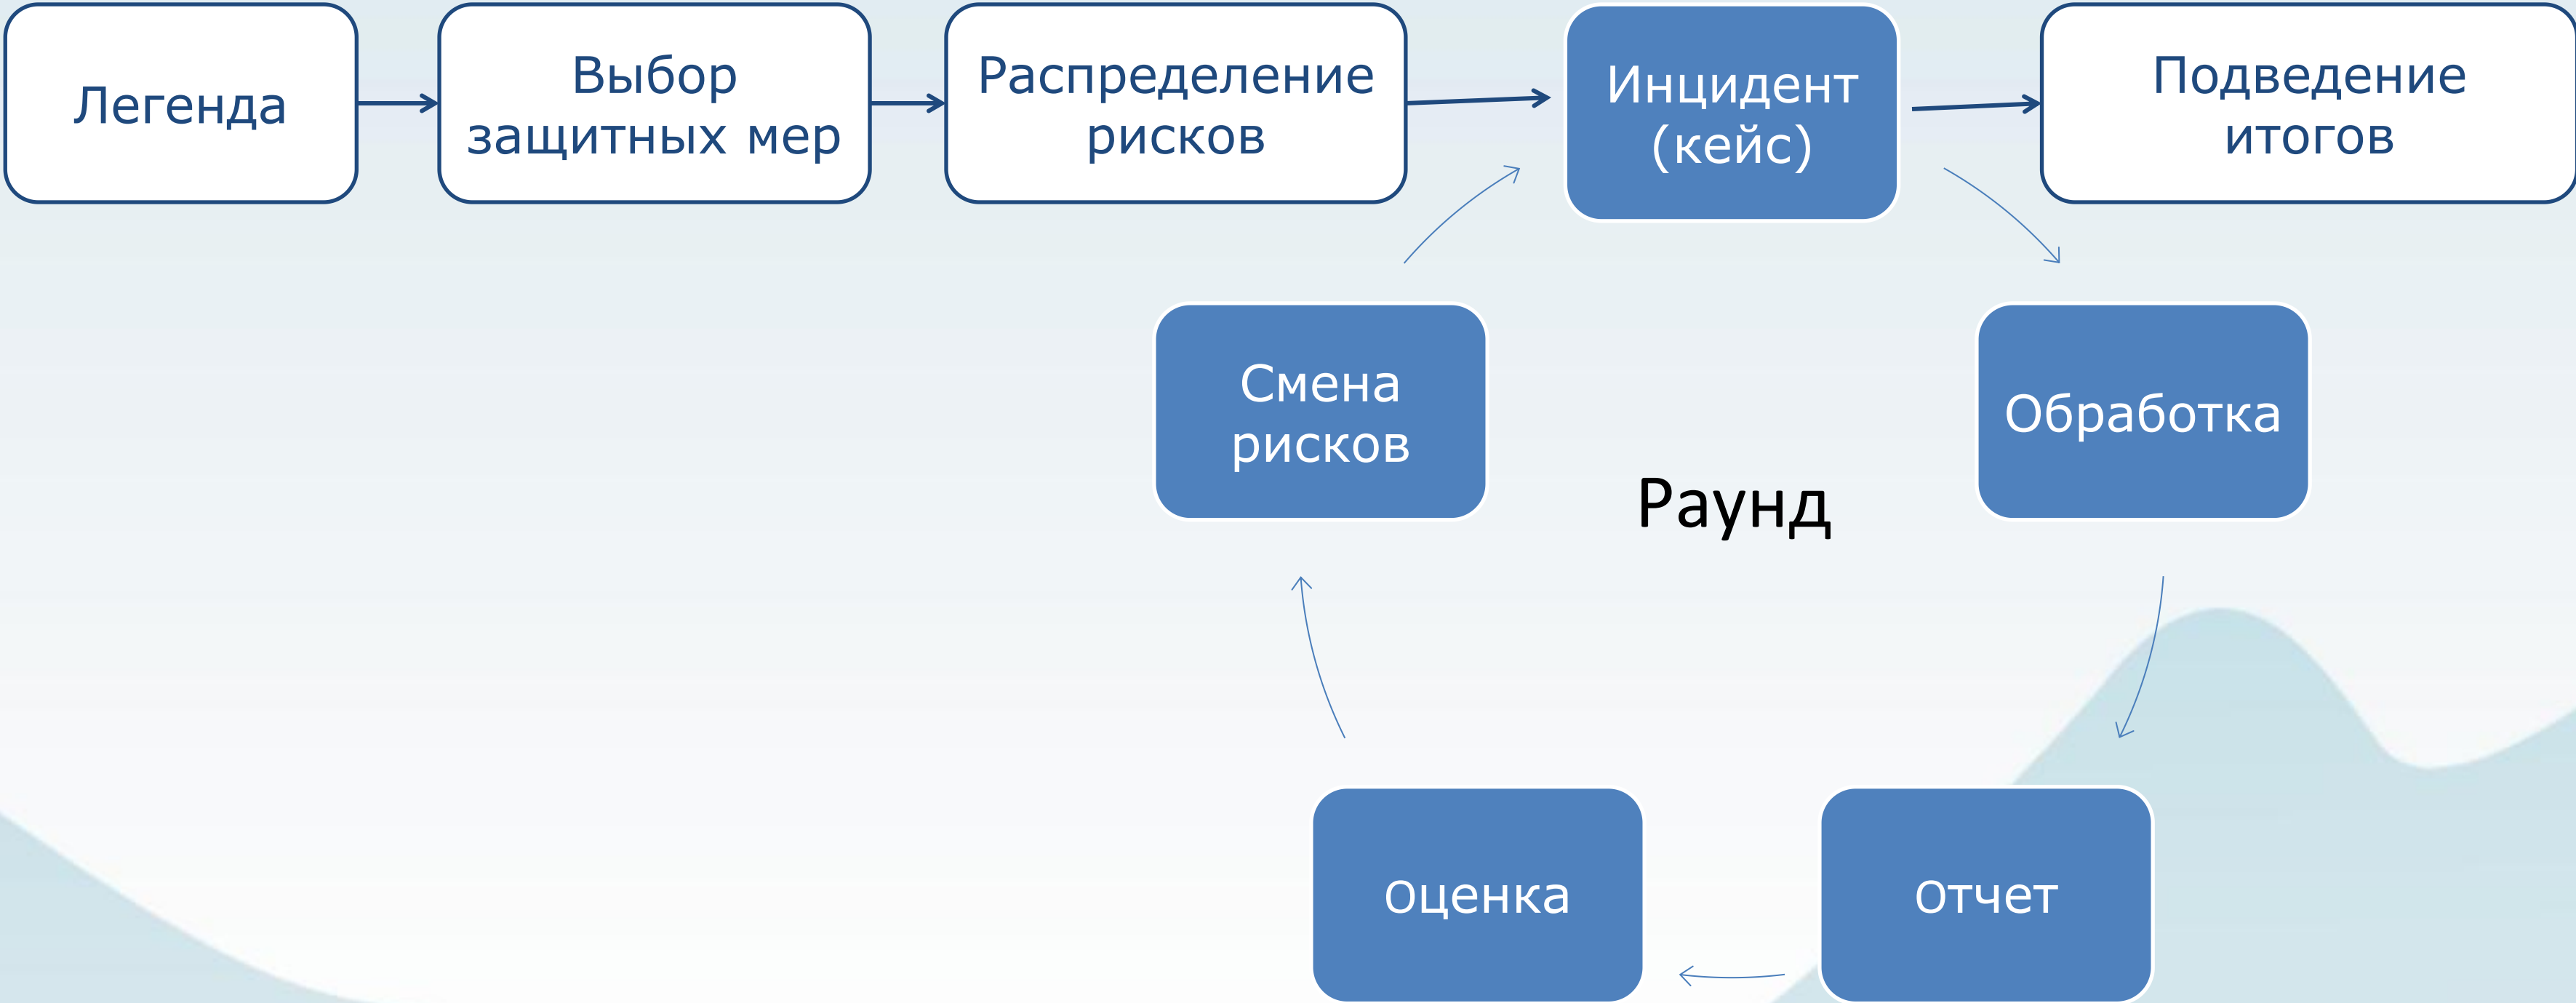 Легенда
Выбор
защитных мер
Распределение
рисков
Инцидент
(кейс)
Подведение
итогов
Смена
рисков
Обработка
Раунд
Оценка
Отчет